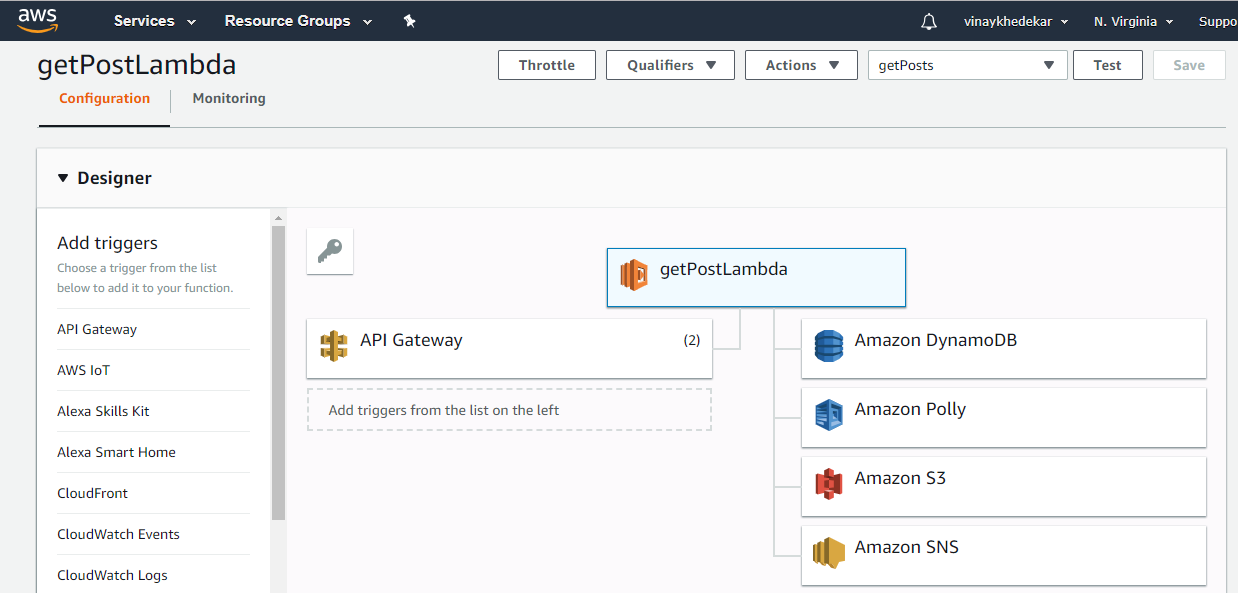 aws Services Resource Groups vinaykhedekar N. Virginia Suppo
getPostLambda Throttle Qualifiers Actions getPosts Test Save
Configuration Monitoring
Designer
Add triggers
Choose a trigger from the list
below to add it to your function.
API Gateway
AWS IoT
Alexa Skills Kit
Alexa Smart Home
CloudFront
CloudWatch Events
CloudWatch Logs
getPostLambda
API Gateway (2)
Add triggers from the list on the left
Amazon DynamoDB
Amazon Polly
Amazon S3
Amazon SNS